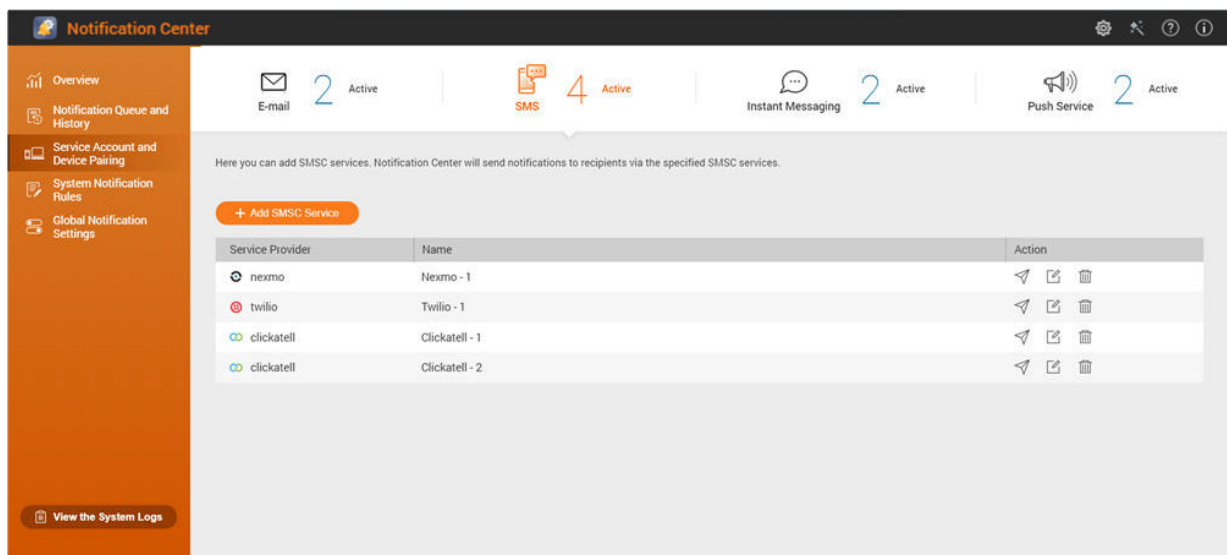 Notification Center
Overview
Notification Queue and
History
Service Account and
Device Pairing
System Notification
Rules
Global Notification
Settings
View the System Logs
E-mail 2 Active
SMS 4 Active
Instant Messaging 2 Active
Push Service 2 Active
Here you can add SMSC services. Notification Center will send notifications to recipients via the specified SMSC services.
+ Add SMSC Service
Service Provider Name Action
nexmo Nexmo - 1
twilio Twilio - 1
clickatell Clickatell - 1
clickatell Clickatell - 2